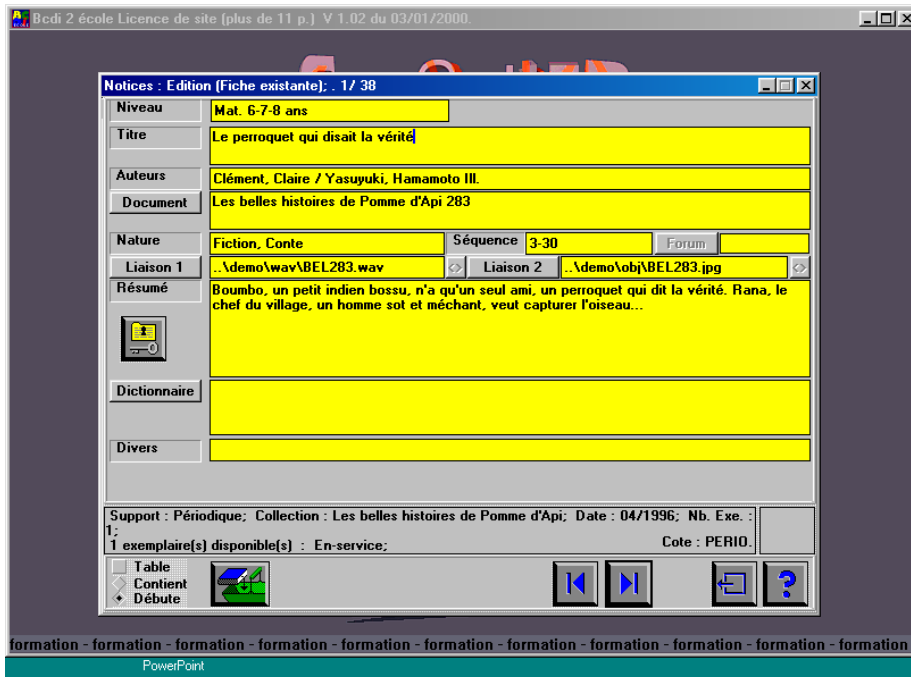 Bcdi 2 école Licence de site (plus de 11 p.) V 1.02 du 03/01/2000.
Notices : Edition (Fiche existante); . 1/ 38
Niveau Mat. 6-7-8 ans
Titre Le perroquet qui disait la vérité
Auteurs Clément, Claire / Yasuyuki, Hamamoto Ill.
Document Les belles histoires de Pomme d'Api 283
Nature Fiction, Conte Séquence 3-30 Forum
Liaison 1 ..\demo\wav\BEL283.wav <> Liaison 2 ..\demo\obj\BEL283.jpg <>
Résumé Boumbo, un petit indien bossu, n'a qu'un seul ami, un perroquet qui dit la vérité. Rana, le
chef du village, un homme sot et méchant, veut capturer l'oiseau...
Dictionnaire
Divers
Support : Périodique; Collection : Les belles histoires de Pomme d'Api; Date : 04/1996; Nb. Exe. :
1;
1 exemplaire(s) disponible(s) : En-service; Cote : PERIO.
Table
Contient
Débute
?
formation - formation - formation - formation - formation - formation - formation - formation - formation - formation
PowerPoint